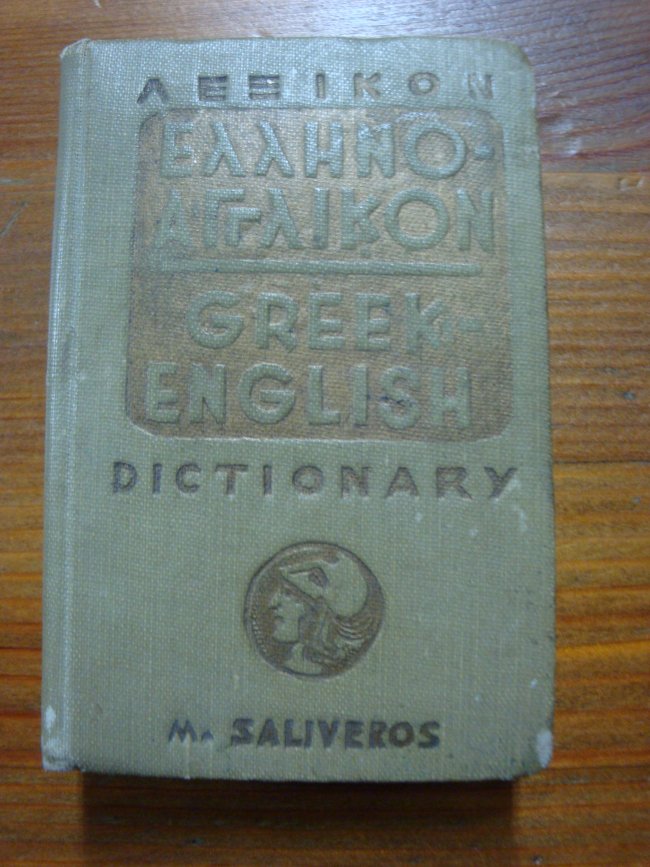 ΛΕΞΙΚΟΝ
ΕΛΛΗΝΟ-
ΑΓΓΛΙΚΟΝ
GREEK-
ENGLISH
DICTIONARY
M. SALIVEROS